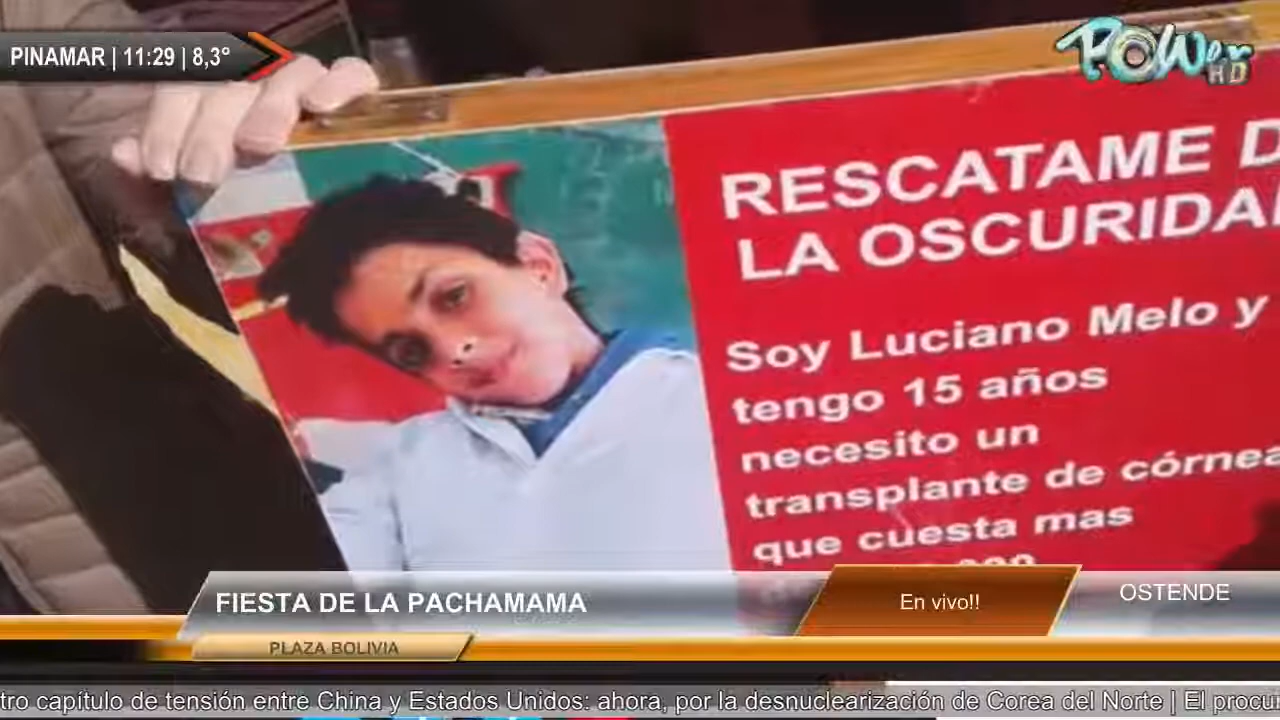 PINAMAR | 11:29 | 8,3°
POWer
HD
RESCATAME D
LA OSCURIDA
Soy Luciano Melo y
tengo 15 años
necesito un
transplante de córnea
que cuesta mas
FIESTA DE LA PACHAMAMA
En vivo!!
OSTENDE
PLAZA BOLIVIA
tro capítulo de tensión entre China y Estados Unidos: ahora, por la desnuclearización de Corea del Norte | El procu